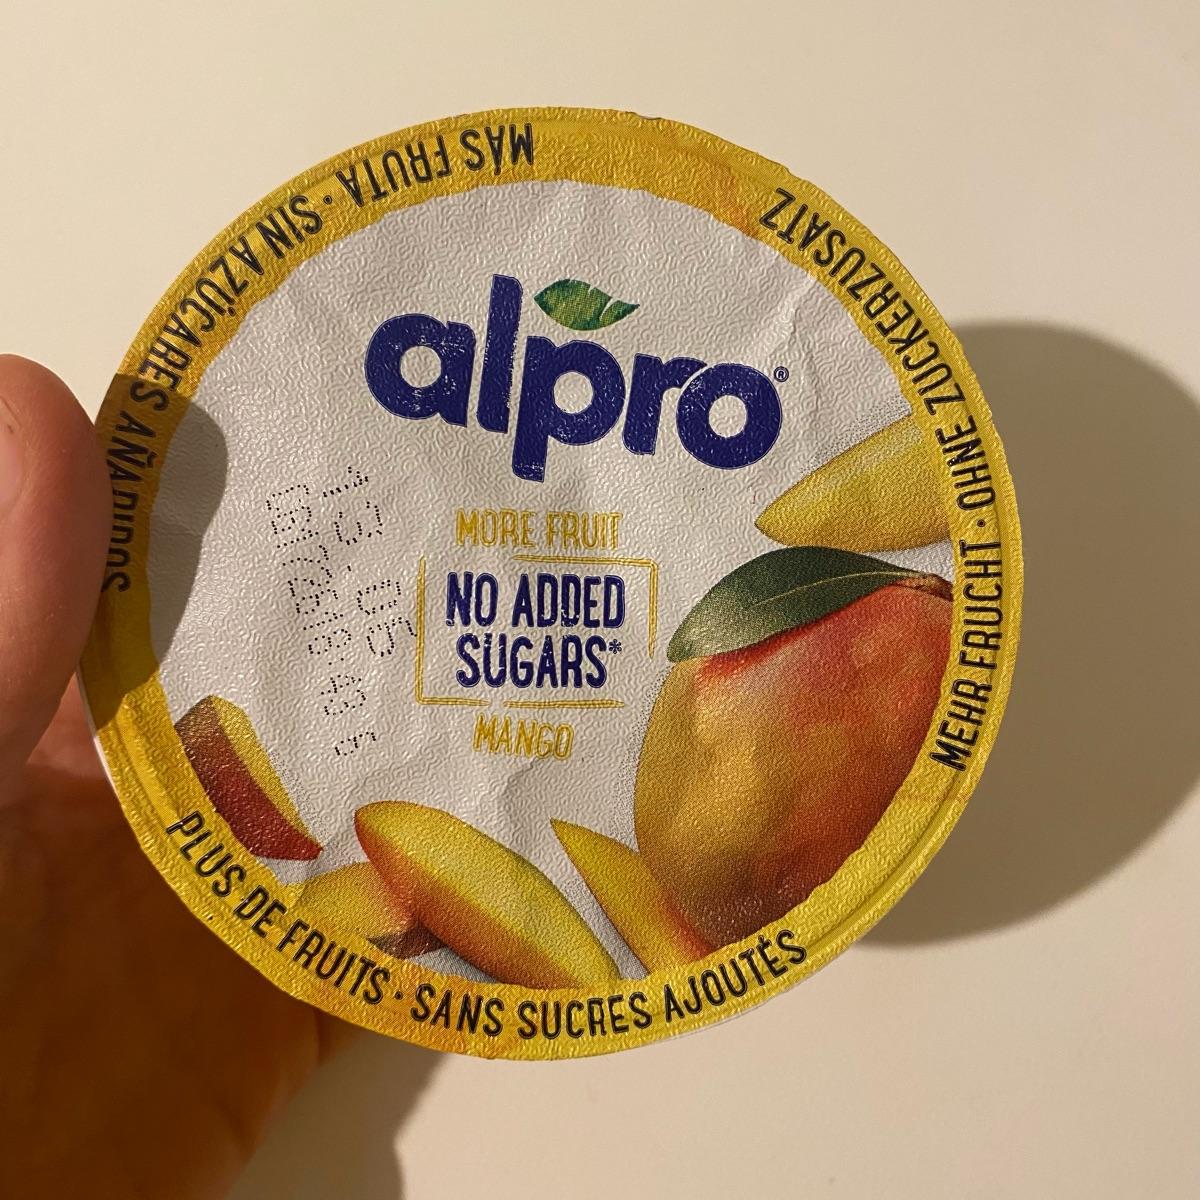 alpro®
MORE FRUIT
NO ADDED
SUGARS*
MANGO
MÁS FRUTA · SIN AZÚCARES AÑADIDOS
MEHR FRUCHT · OHNE ZUCKERZUSATZ
PLUS DE FRUITS · SANS SUCRES AJOUTÉS